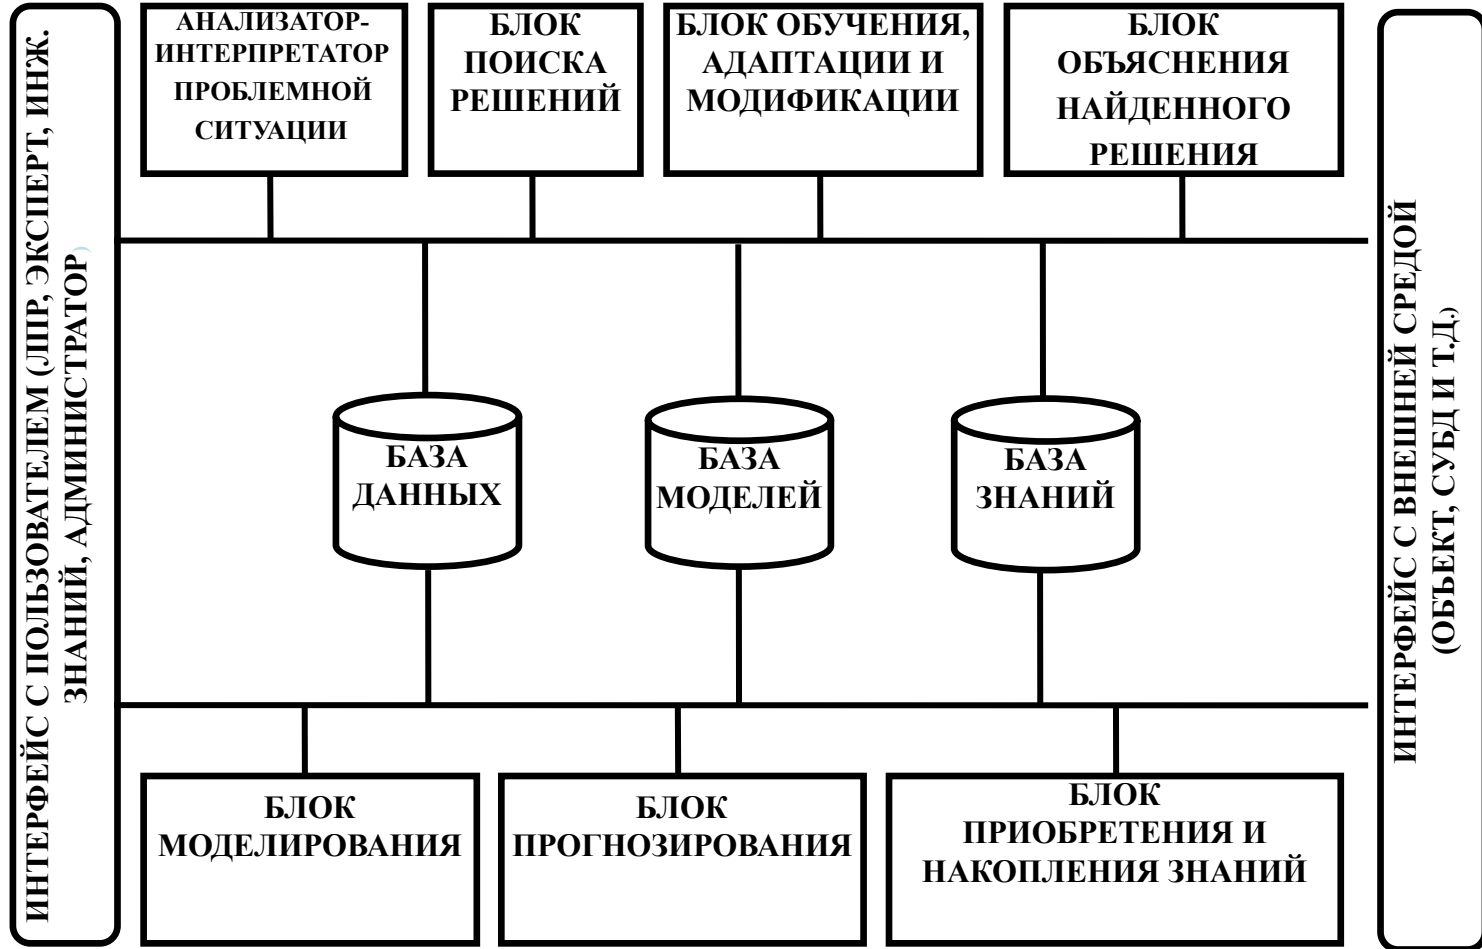 ИНТЕРФЕЙС С ПОЛЬЗОВАТЕЛЕМ (ЛПР, ЭКСПЕРТ, ИНЖ.
ЗНАНИЙ, АДМИНИСТРАТОР)
АНАЛИЗАТОР-
ИНТЕРПРЕТАТОР
ПРОБЛЕМНОЙ
СИТУАЦИИ
БЛОК
ПОИСКА
РЕШЕНИЙ
БЛОК ОБУЧЕНИЯ,
АДАПТАЦИИ И
МОДИФИКАЦИИ
БЛОК
ОБЪЯСНЕНИЯ
НАЙДЕННОГО
РЕШЕНИЯ
БАЗА
ДАННЫХ
БАЗА
МОДЕЛЕЙ
БАЗА
ЗНАНИЙ
БЛОК
МОДЕЛИРОВАНИЯ
БЛОК
ПРОГНОЗИРОВАНИЯ
БЛОК
ПРИОБРЕТЕНИЯ И
НАКОПЛЕНИЯ ЗНАНИЙ
ИНТЕРФЕЙС С ВНЕШНЕЙ СРЕДОЙ
(ОБЪЕКТ, СУБД И Т.Д.)